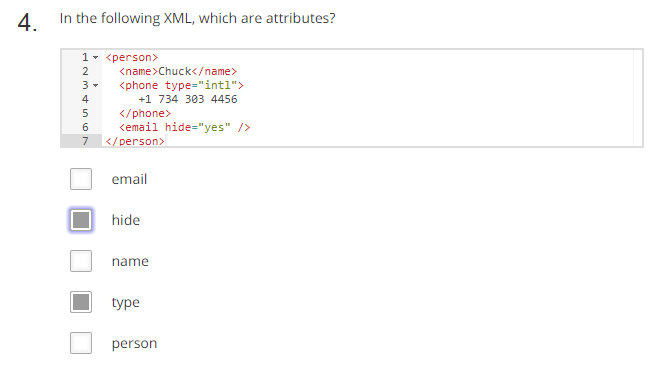 4. In the following XML, which are attributes?
1 <person>
2 <name>Chuck</name>
3 <phone type="intl">
4 +1 734 303 4456
5 </phone>
6 <email hide="yes" />
7 </person>
email
hide
name
type
person